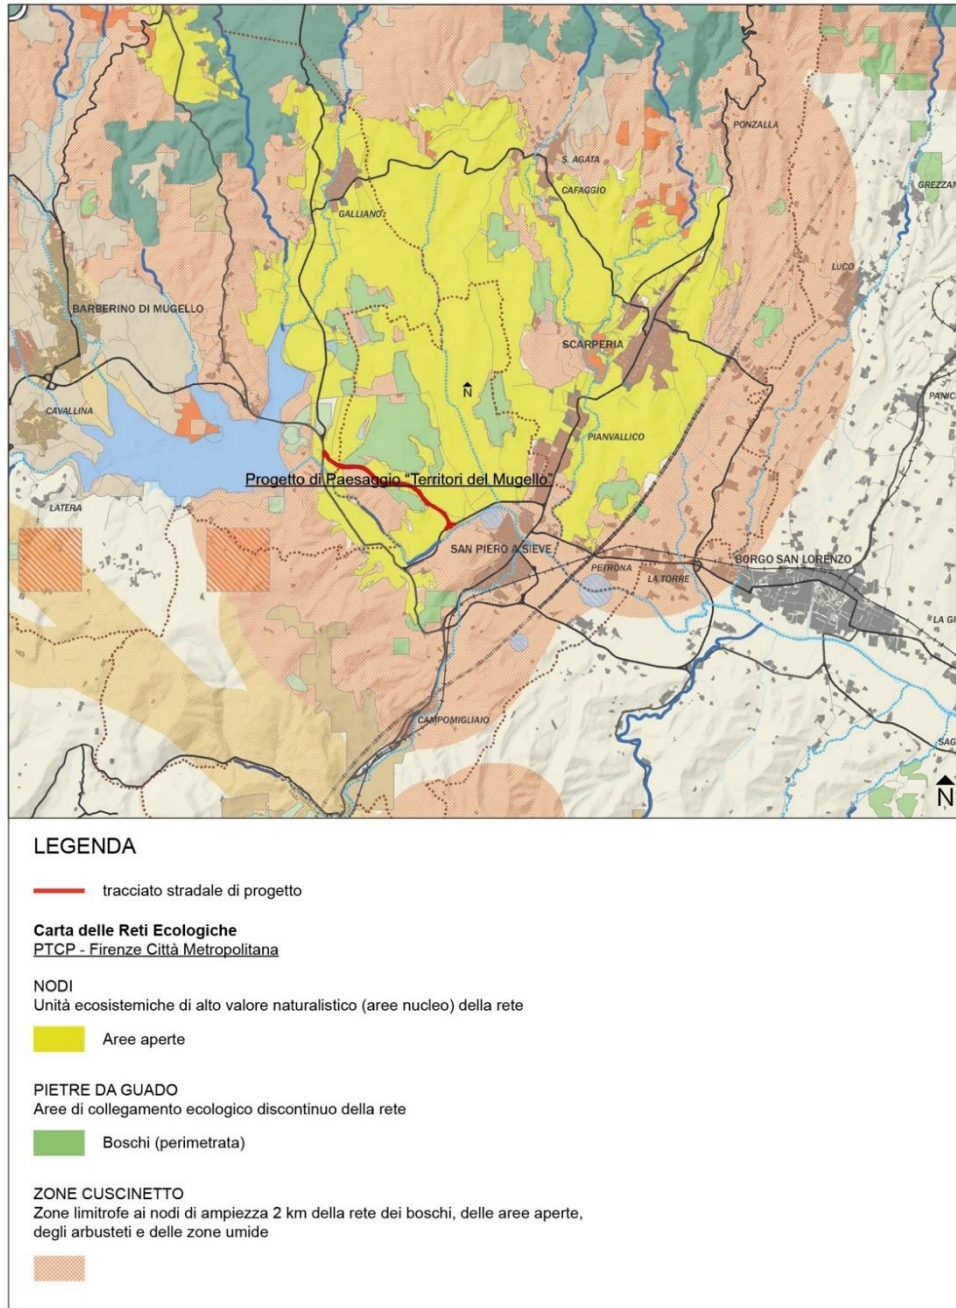 PONZALLA
S. AGATA
CAFAGGIO
GREZZAN
GALLIANO
LUCO
BARBERINO DI MUGELLO
SCARPERIA
N
PANIC
CAVALLINA
PIANVALLICO
Progetto di Paesaggio "Territori del Mugello"
LATERA
SAN PIERO A SIEVE
BORGO SAN LORENZO
PETRONA
LA TORRE
LA GR
CAMPOMIGLIAIO
SAG
N
LEGENDA
tracciato stradale di progetto
Carta delle Reti Ecologiche
PTCP - Firenze Città Metropolitana
NODI
Unità ecosistemiche di alto valore naturalistico (aree nucleo) della rete
Aree aperte
PIETRE DA GUADO
Aree di collegamento ecologico discontinuo della rete
Boschi (perimetrata)
ZONE CUSCINETTO
Zone limitrofe ai nodi di ampiezza 2 km della rete dei boschi, delle aree aperte,
degli arbusteti e delle zone umide